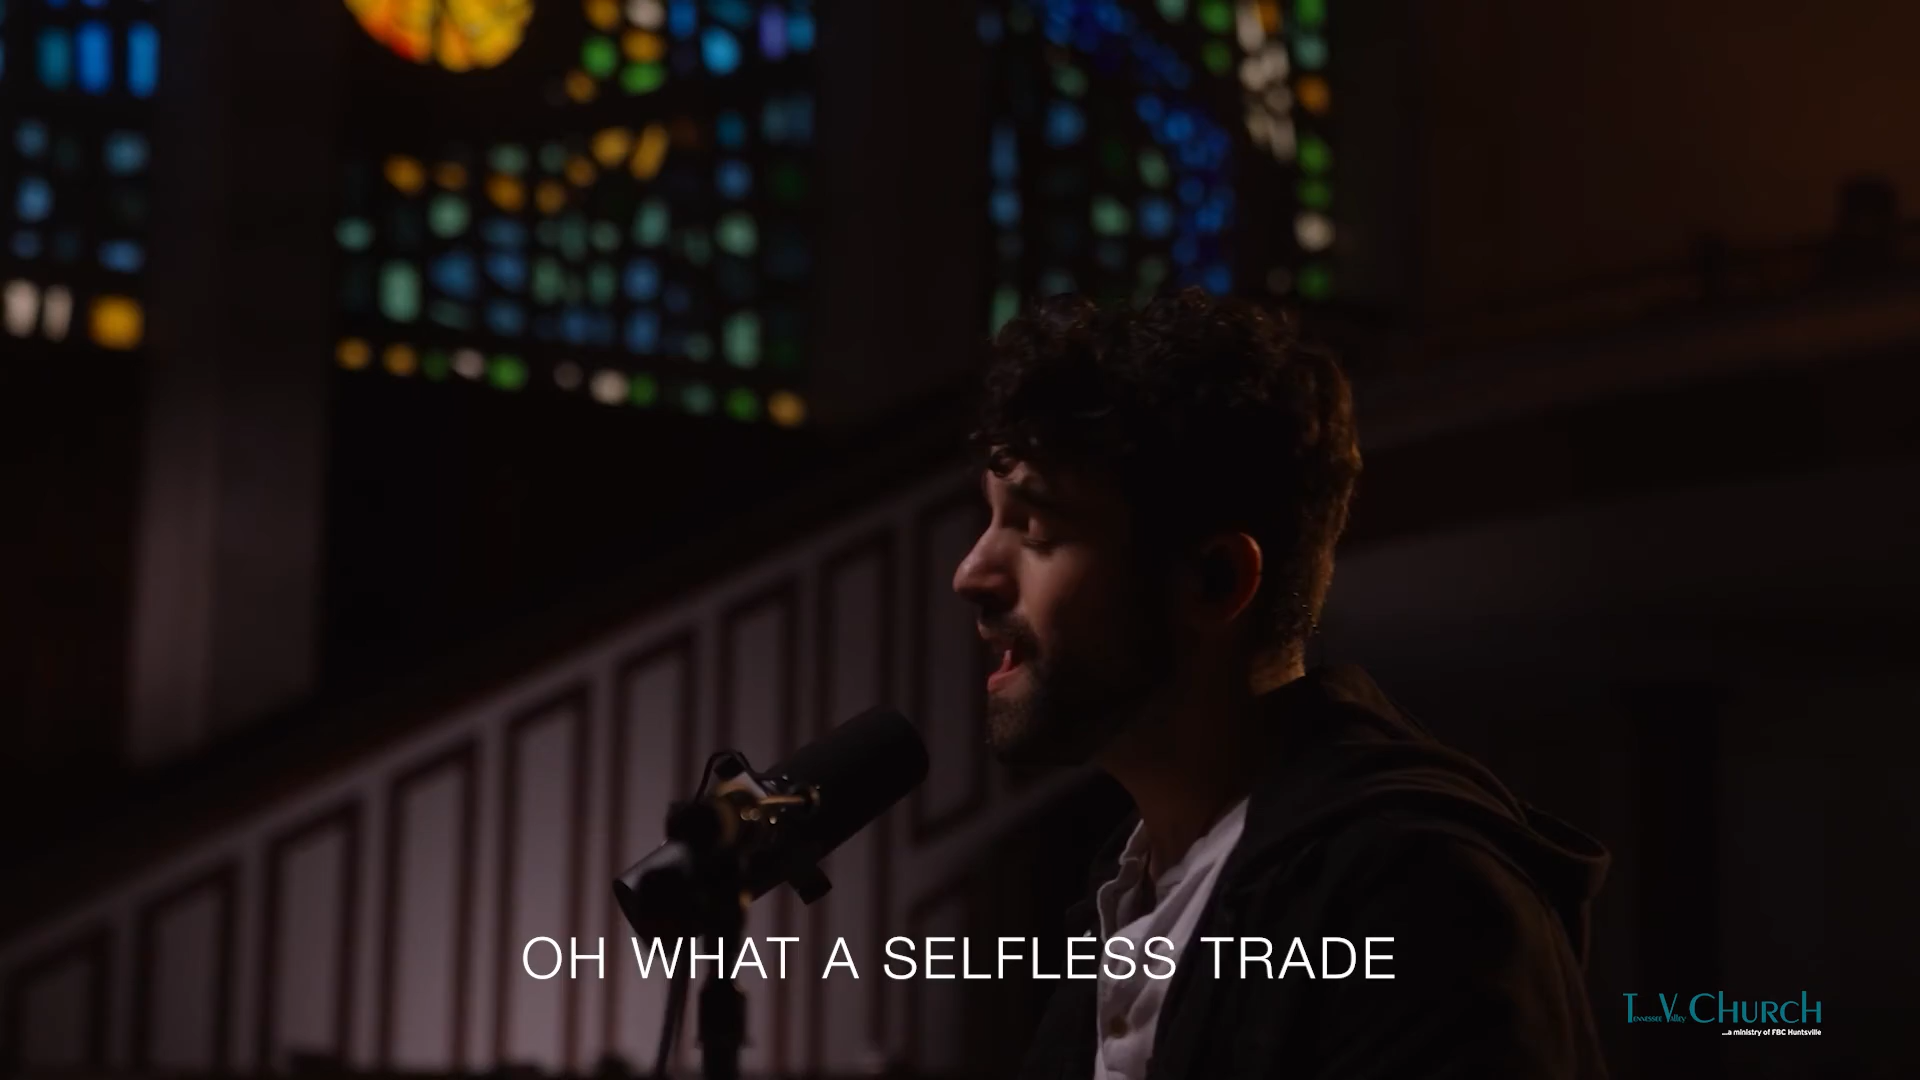 OH WHAT A SELFLESS TRADE
Tennessee Valley CHURCH
...a ministry of FBC Huntsville